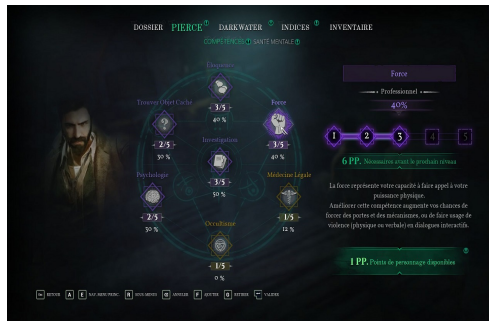 DOSSIER PIERCE DARKWATER INDICES INVENTAIRE
COMPÉTENCES SANTÉ MENTALE
Éloquence
3/5
40 %
Trouver Objet Caché
2/5
30 %
Force
3/5
40 %
Investigation
3/5
50 %
Psychologie
2/5
30 %
Médecine Légale
1/5
12 %
Occultisme
1/5
0 %
Force
Professionnel
40%
1 2 3 4 5
6 PP. Nécessaires avant le prochain niveau
La force représente votre capacité à faire appel à votre
puissance physique.
Améliorer cette compétence augmente vos chances de
forcer des portes et des mécanismes, ou de faire usage de
violence (physique ou verbale) en dialogues interactifs.
1 PP. Points de personnage disponibles
RETOUR A E NAV. MENU PRINC. R SOUS-MENUS ANNULER F AJOUTER RETIRER VALIDER